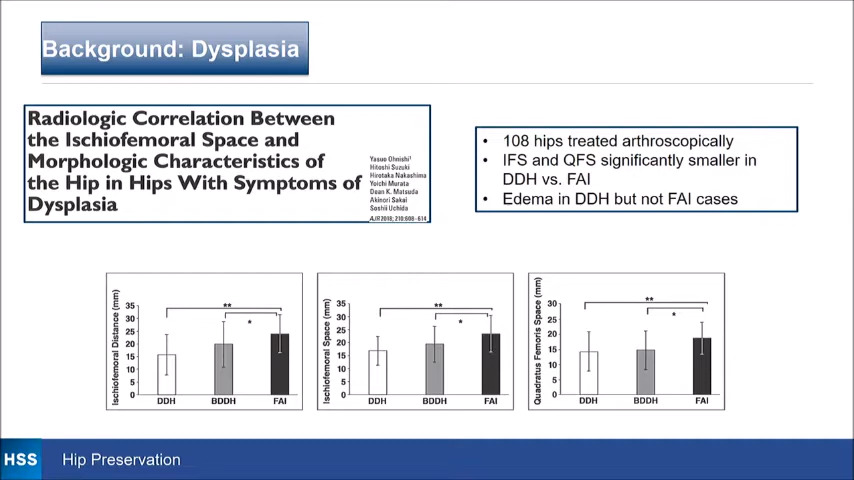 Background: Dysplasia
Radiologic Correlation Between
the Ischiofemoral Space and
Morphologic Characteristics of
the Hip in Hips With Symptoms of
Dysplasia
Yasuo Ohnishi¹
Hitoshi Suzuki
Hirotaka Nakashima
Yoichi Murata
Dean K. Matsuda
Akinori Sakai
Soshi Uchida
AJR 2018; 210:608–614
• 108 hips treated arthroscopically
• IFS and QFS significantly smaller in
DDH vs. FAI
• Edema in DDH but not FAI cases
Ischiofemoral Distance (mm)
35
30
25
20
15
10
5
0
**
*
DDH BDDH FAI
Ischiofemoral Space (mm)
35
30
25
20
15
10
5
0
**
*
DDH BDDH FAI
Quadratus Femoris Space (mm)
30
25
20
15
10
5
0
**
*
DDH BDDH FAI
HSS Hip Preservation